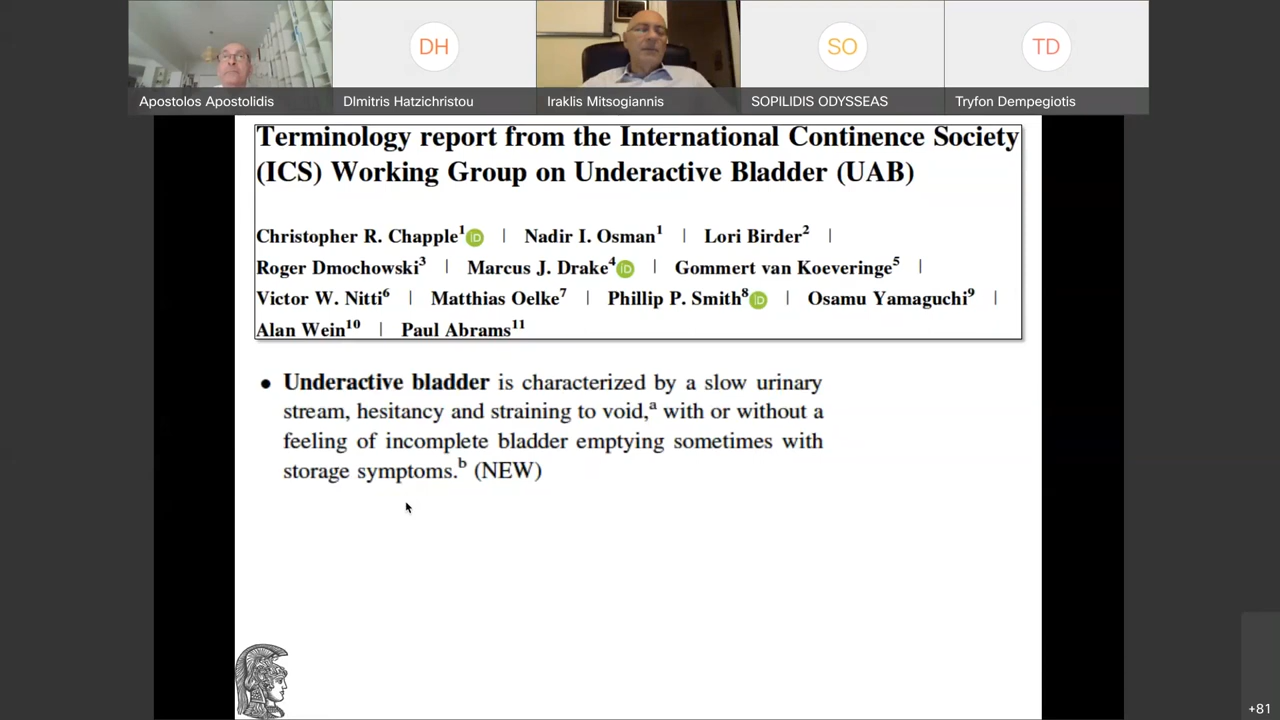 DH
SO
TD
Apostolos Apostolidis
DImitris Hatzichristou
Iraklis Mitsogiannis
SOPILIDIS ODYSSEAS
Tryfon Dempegiotis
Terminology report from the International Continence Society
(ICS) Working Group on Underactive Bladder (UAB)
Christopher R. Chapple1 iD | Nadir I. Osman1 | Lori Birder2 |
Roger Dmochowski3 | Marcus J. Drake4 iD | Gommert van Koeveringe5 |
Victor W. Nitti6 | Matthias Oelke7 | Phillip P. Smith8 iD | Osamu Yamaguchi9 |
Alan Wein10 | Paul Abrams11
• Underactive bladder is characterized by a slow urinary
stream, hesitancy and straining to void,a with or without a
feeling of incomplete bladder emptying sometimes with
storage symptoms.b (NEW)
+81